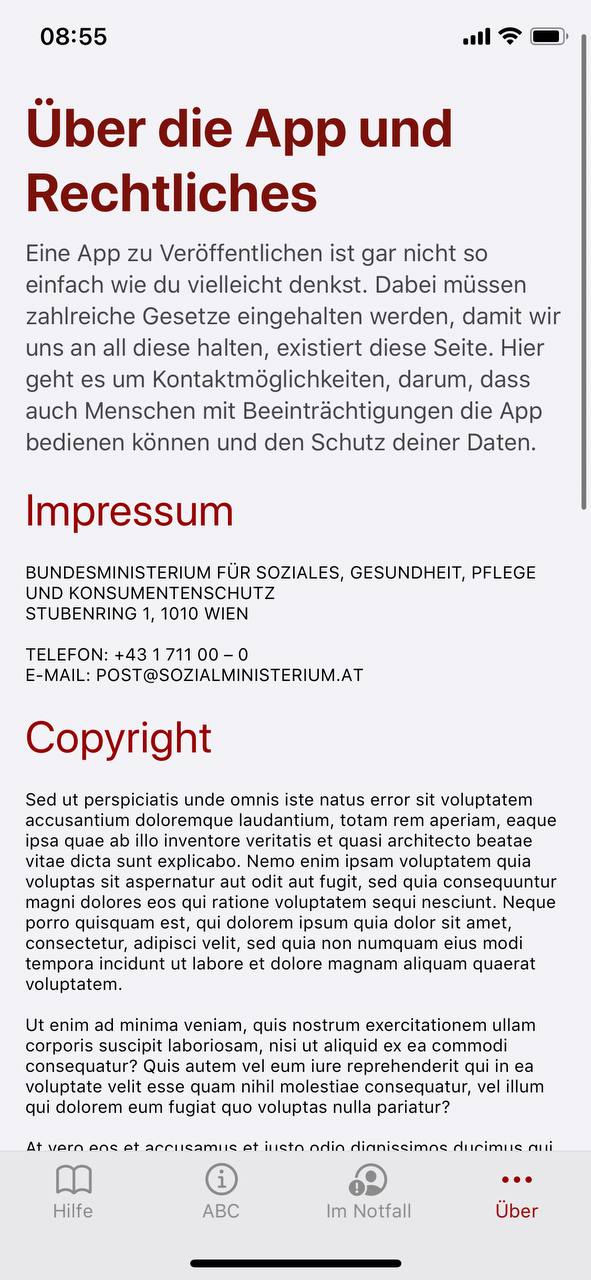 08:55
Über die App und
Rechtliches
Eine App zu Veröffentlichen ist gar nicht so
einfach wie du vielleicht denkst. Dabei müssen
zahlreiche Gesetze eingehalten werden, damit wir
uns an all diese halten, existiert diese Seite. Hier
geht es um Kontaktmöglichkeiten, darum, dass
auch Menschen mit Beeinträchtigungen die App
bedienen können und den Schutz deiner Daten.
Impressum
BUNDESMINISTERIUM FÜR SOZIALES, GESUNDHEIT, PFLEGE
UND KONSUMENTENSCHUTZ
STUBENRING 1, 1010 WIEN
TELEFON: +43 1 711 00 – 0
E-MAIL: POST@SOZIALMINISTERIUM.AT
Copyright
Sed ut perspiciatis unde omnis iste natus error sit voluptatem
accusantium doloremque laudantium, totam rem aperiam, eaque
ipsa quae ab illo inventore veritatis et quasi architecto beatae
vitae dicta sunt explicabo. Nemo enim ipsam voluptatem quia
voluptas sit aspernatur aut odit aut fugit, sed quia consequuntur
magni dolores eos qui ratione voluptatem sequi nesciunt. Neque
porro quisquam est, qui dolorem ipsum quia dolor sit amet,
consectetur, adipisci velit, sed quia non numquam eius modi
tempora incidunt ut labore et dolore magnam aliquam quaerat
voluptatem.
Ut enim ad minima veniam, quis nostrum exercitationem ullam
corporis suscipit laboriosam, nisi ut aliquid ex ea commodi
consequatur? Quis autem vel eum iure reprehenderit qui in ea
voluptate velit esse quam nihil molestiae consequatur, vel illum
qui dolorem eum fugiat quo voluptas nulla pariatur?
At vero eos et accusamus et iusto odio dignissimos ducimus qui
Hilfe
ABC
Im Notfall
Über